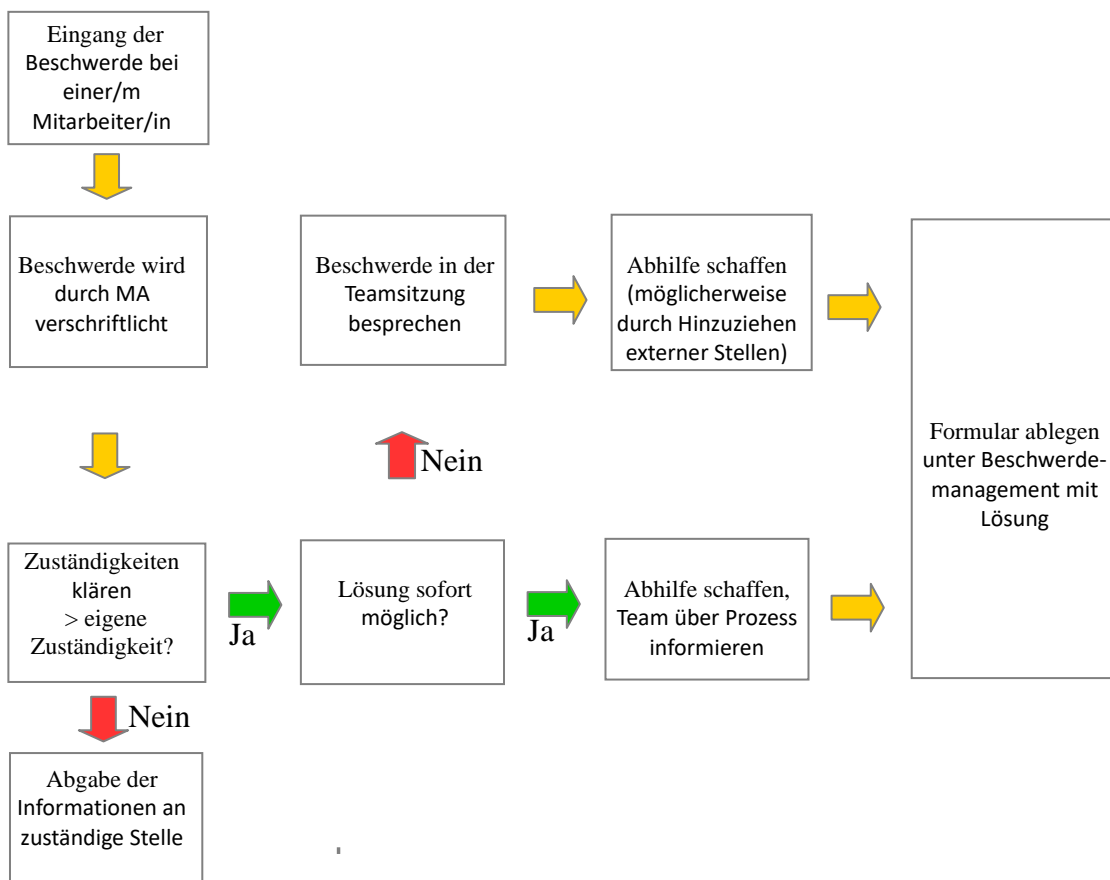 Eingang der
Beschwerde bei
einer/m
Mitarbeiter/in
Beschwerde wird
durch MA
verschriftlicht
Beschwerde in der
Teamsitzung
besprechen
Abhilfe schaffen
(möglicherweise
durch Hinzuziehen
externer Stellen)
Formular ablegen
unter Beschwerde-
management mit
Lösung
Nein
Zuständigkeiten
klären
> eigene
Zuständigkeit?
Ja
Lösung sofort
möglich?
Ja
Abhilfe schaffen,
Team über Prozess
informieren
Nein
Abgabe der
Informationen an
zuständige Stelle